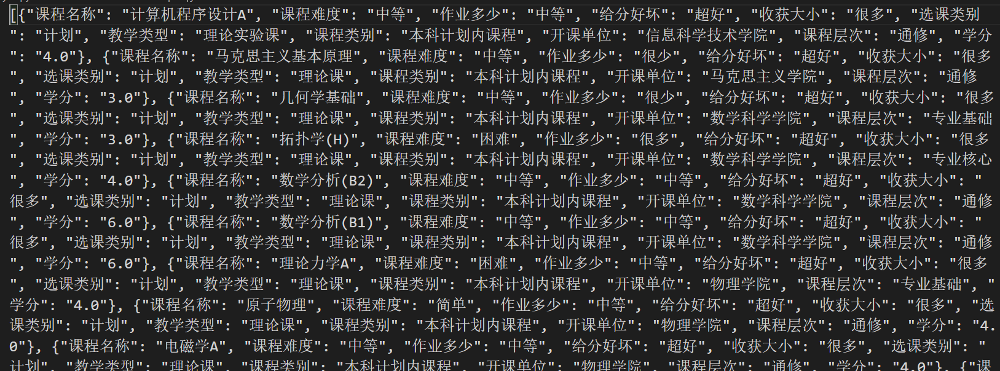 [{"课程名称": "计算机程序设计A", "课程难度": "中等", "作业多少": "中等", "给分好坏": "超好", "收获大小": "很多", "选课类别
": "计划", "教学类型": "理论实验课", "课程类别": "本科计划内课程", "开课单位": "信息科学技术学院", "课程层次": "通修", "学分
": "4.0"}, {"课程名称": "马克思主义基本原理", "课程难度": "中等", "作业多少": "很少", "给分好坏": "超好", "收获大小": "很多
", "选课类别": "计划", "教学类型": "理论课", "课程类别": "本科计划内课程", "开课单位": "马克思主义学院", "课程层次": "通修
", "学分": "3.0"}, {"课程名称": "几何学基础", "课程难度": "中等", "作业多少": "很少", "给分好坏": "超好", "收获大小": "很多
", "选课类别": "计划", "教学类型": "理论课", "课程类别": "本科计划内课程", "开课单位": "数学科学学院", "课程层次": "专业基础
", "学分": "3.0"}, {"课程名称": "拓扑学(H)", "课程难度": "困难", "作业多少": "很多", "给分好坏": "超好", "收获大小": "很多
", "选课类别": "计划", "教学类型": "理论课", "课程类别": "本科计划内课程", "开课单位": "数学科学学院", "课程层次": "专业核心
", "学分": "4.0"}, {"课程名称": "数学分析(B2)", "课程难度": "中等", "作业多少": "中等", "给分好坏": "超好", "收获大小": "
很多", "选课类别": "计划", "教学类型": "理论课", "课程类别": "本科计划内课程", "开课单位": "数学科学学院", "课程层次": "通修
", "学分": "6.0"}, {"课程名称": "数学分析(B1)", "课程难度": "中等", "作业多少": "中等", "给分好坏": "超好", "收获大小": "
很多", "选课类别": "计划", "教学类型": "理论课", "课程类别": "本科计划内课程", "开课单位": "数学科学学院", "课程层次": "通修
", "学分": "6.0"}, {"课程名称": "理论力学A", "课程难度": "困难", "作业多少": "中等", "给分好坏": "超好", "收获大小": "很多
", "选课类别": "计划", "教学类型": "理论课", "课程类别": "本科计划内课程", "开课单位": "物理学院", "课程层次": "专业基础", "
学分": "4.0"}, {"课程名称": "原子物理", "课程难度": "简单", "作业多少": "中等", "给分好坏": "超好", "收获大小": "很多", "选
课类别": "计划", "教学类型": "理论课", "课程类别": "本科计划内课程", "开课单位": "物理学院", "课程层次": "通修", "学分": "4.
0"}, {"课程名称": "电磁学A", "课程难度": "中等", "作业多少": "中等", "给分好坏": "超好", "收获大小": "很多", "选课类别": "
计划", "教学类型": "理论课", "课程类别": "本科计划内课程", "开课单位": "物理学院", "课程层次": "通修", "学分": "4.0"}, {"课